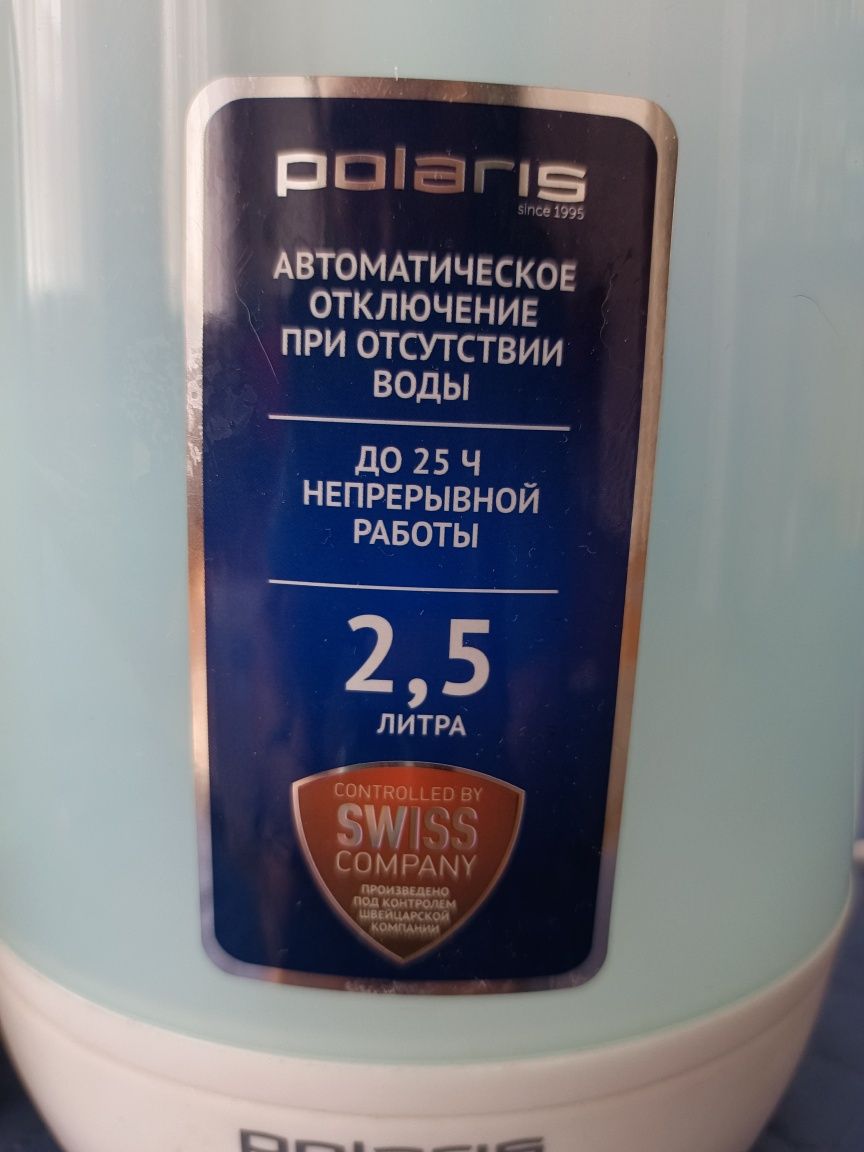 polaris
since 1995
АВТОМАТИЧЕСКОЕ
ОТКЛЮЧЕНИЕ
ПРИ ОТСУТСТВИИ
ВОДЫ
ДО 25 Ч
НЕПРЕРЫВНОЙ
РАБОТЫ
2,5
ЛИТРА
CONTROLLED BY
SWISS
COMPANY
ПРОИЗВЕДЕНО
ПОД КОНТРОЛЕМ
ШВЕЙЦАРСКОЙ
КОМПАНИИ
polaris